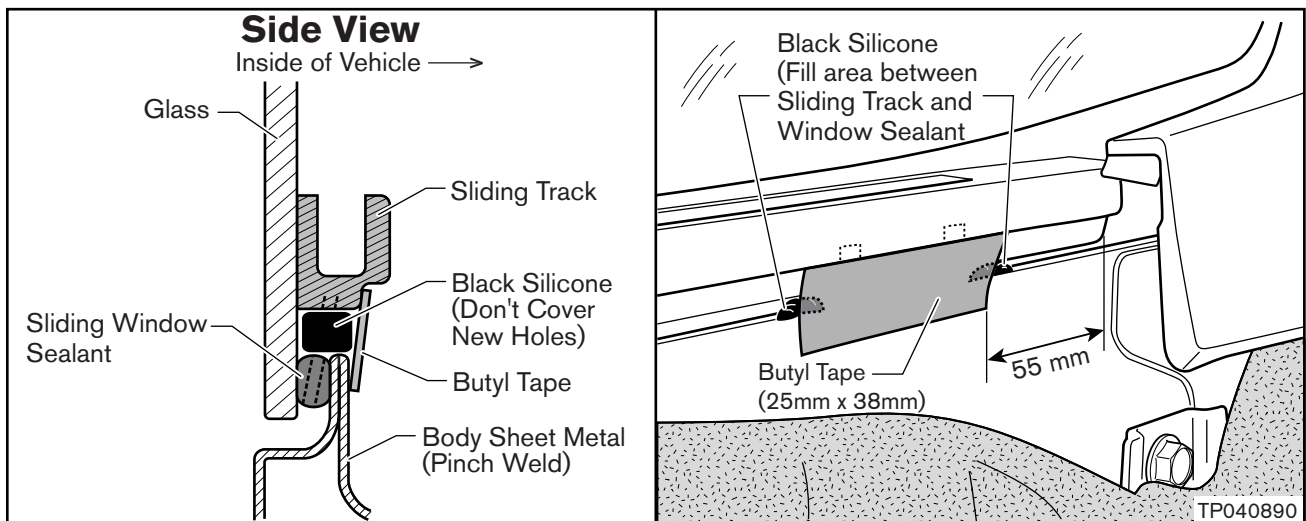 Side View
Inside of Vehicle
Glass
Sliding Track
Black Silicone
(Don't Cover
New Holes)
Sliding Window
Sealant
Butyl Tape
Body Sheet Metal
(Pinch Weld)
Black Silicone
(Fill area between
Sliding Track and
Window Sealant
55 mm
Butyl Tape
(25mm x 38mm)
TP040890